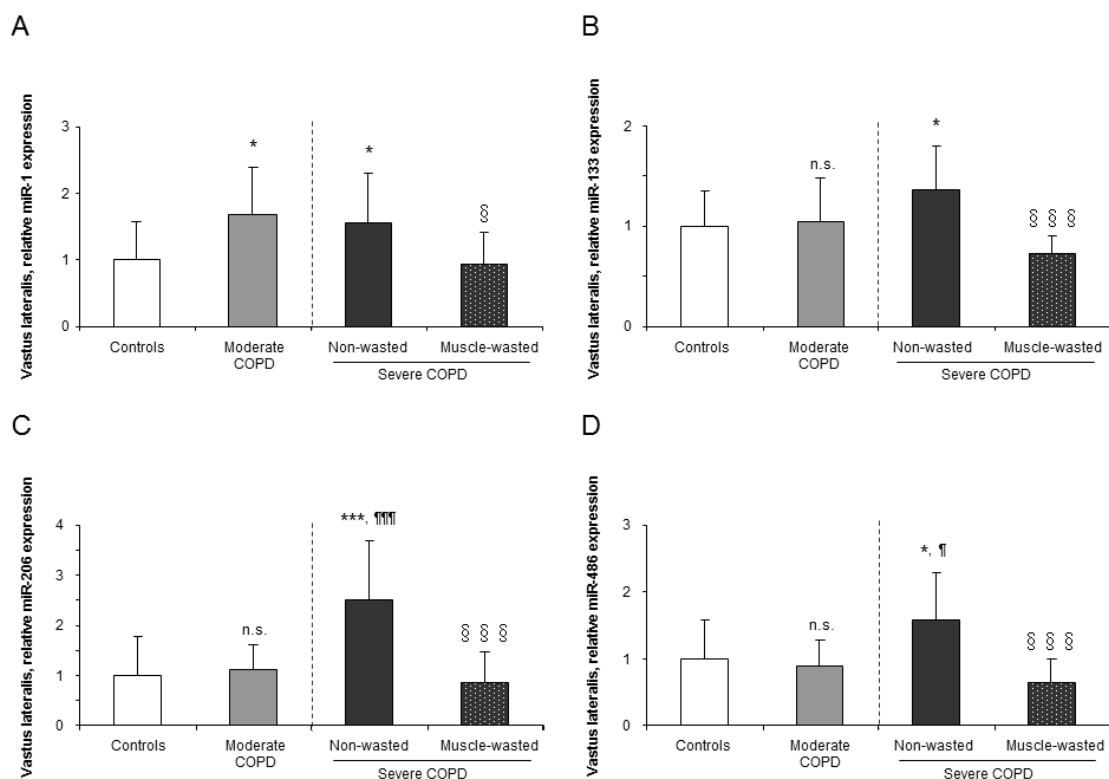 A
Vastus lateralis, relative miR-1 expression
3
2
1
0
*
*
§
Controls
Moderate
COPD
Non-wasted
Muscle-wasted
Severe COPD
B
Vastus lateralis, relative miR-133 expression
2
1
0
n.s.
*
§ § §
Controls
Moderate
COPD
Non-wasted
Muscle-wasted
Severe COPD
C
Vastus lateralis, relative miR-206 expression
4
3
2
1
0
n.s.
***, ¶¶¶
§ § §
Controls
Moderate
COPD
Non-wasted
Muscle-wasted
Severe COPD
D
Vastus lateralis, relative miR-486 expression
3
2
1
0
n.s.
*, ¶
§ § §
Controls
Moderate
COPD
Non-wasted
Muscle-wasted
Severe COPD